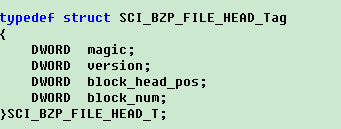 typedef struct SCI_BZP_FILE_HEAD_Tag
{
    DWORD  magic;
    DWORD  version;
    DWORD  block_head_pos;
    DWORD  block_num;
}SCI_BZP_FILE_HEAD_T;